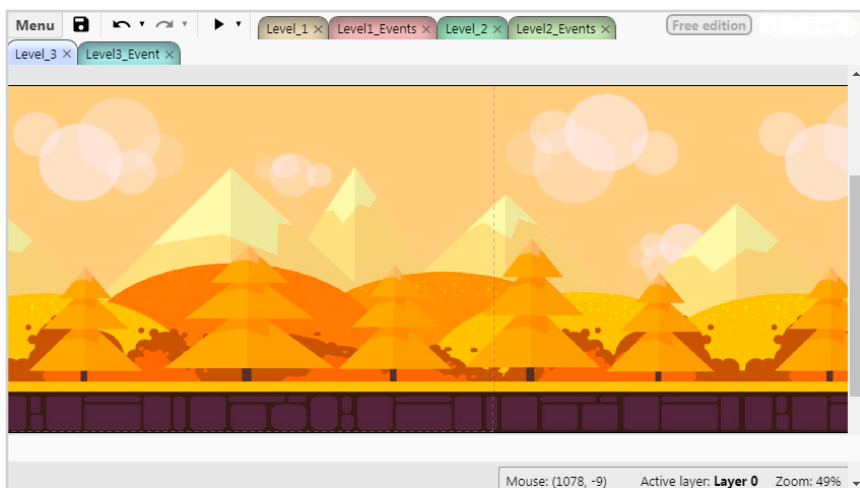 Menu Level_1 × Level1_Events × Level_2 × Level2_Events × Free edition
Level_3 × Level3_Event ×
Mouse: (1078, -9) Active layer: Layer 0 Zoom: 49%